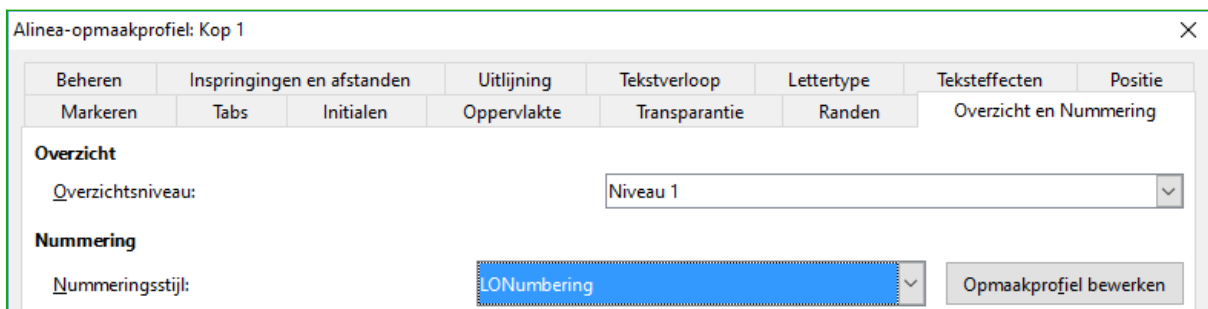 Alinea-opmaakprofiel: Kop 1
Beheren Inspringingen en afstanden Uitlijning Tekstverloop Lettertype Teksteffecten Positie
Markeren Tabs Initialen Oppervlakte Transparantie Randen Overzicht en Nummering
Overzicht
Overzichtsniveau: Niveau 1
Nummering
Nummeringsstijl: LONumbering Opmaakprofiel bewerken